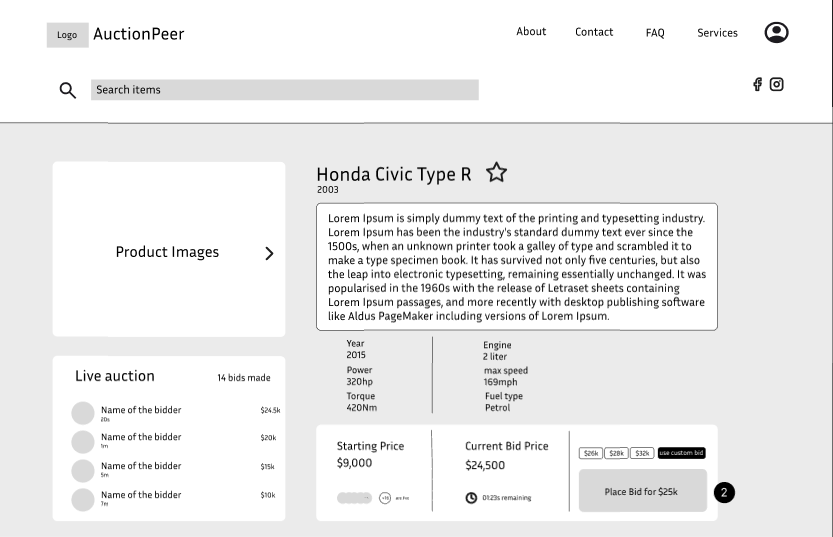 Logo
AuctionPeer
About
Contact
FAQ
Services
Search items
Product Images
Honda Civic Type R
2003
Lorem Ipsum is simply dummy text of the printing and typesetting industry.
Lorem Ipsum has been the industry's standard dummy text ever since the
1500s, when an unknown printer took a galley of type and scrambled it to
make a type specimen book. It has survived not only five centuries, but also
the leap into electronic typesetting, remaining essentially unchanged. It was
popularised in the 1960s with the release of Letraset sheets containing
Lorem Ipsum passages, and more recently with desktop publishing software
like Aldus PageMaker including versions of Lorem Ipsum.
Year
2015
Power
320hp
Torque
420Nm
Engine
2 liter
max speed
169mph
Fuel type
Petrol
Live auction
14 bids made
Name of the bidder
$24.5k
20s
Name of the bidder
$20k
1m
Name of the bidder
$15k
5m
Name of the bidder
$10k
7m
Starting Price
$9,000
+10
are live
Current Bid Price
$24,500
01:23s remaining
$26k
$28k
$32k
use custom bid
Place Bid for $25k
2